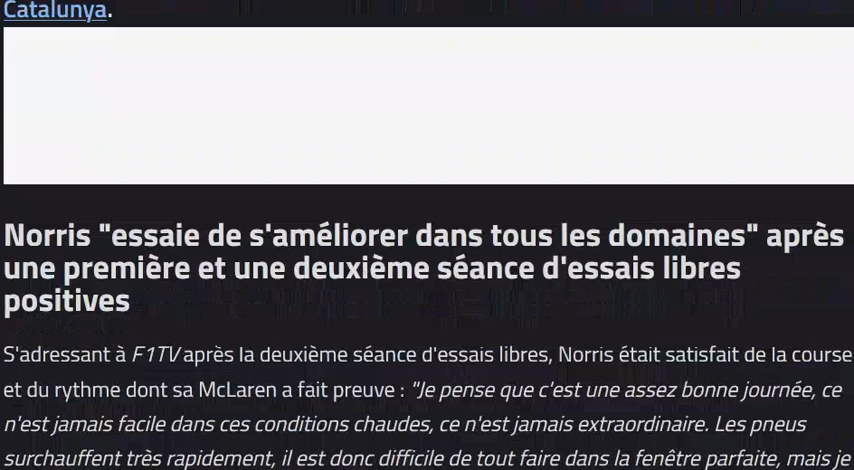 Catalunya.
Norris "essaie de s'améliorer dans tous les domaines" après
une première et une deuxième séance d'essais libres
positives
S'adressant à F1TV après la deuxième séance d'essais libres, Norris était satisfait de la course
et du rythme dont sa McLaren a fait preuve : "Je pense que c'est une assez bonne journée, ce
n'est jamais facile dans ces conditions chaudes, ce n'est jamais extraordinaire. Les pneus
surchauffent très rapidement, il est donc difficile de tout faire dans la fenêtre parfaite, mais je